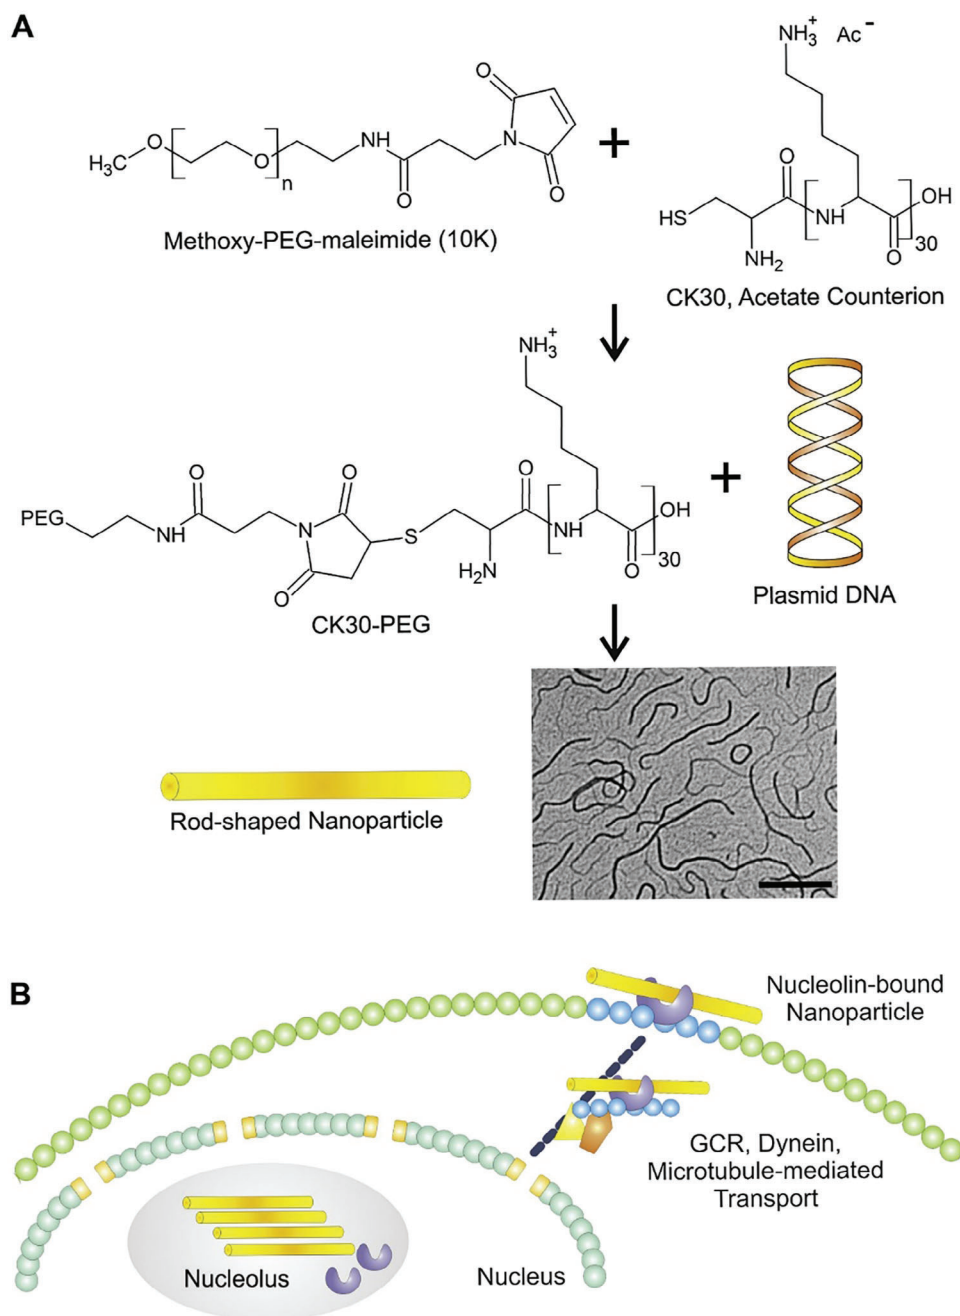 A
NH3+ Ac-
O
O
H3C
O
n
NH
O
N
O
O
+
HS
NH2
O
NH
O
OH
30
Methoxy-PEG-maleimide (10K)
CK30, Acetate Counterion
NH3+
PEG
NH
O
N
O
O
S
H2N
O
NH
O
OH
30
+
CK30-PEG
Plasmid DNA
Rod-shaped Nanoparticle
B
Nucleolin-bound
Nanoparticle
GCR, Dynein,
Microtubule-mediated
Transport
Nucleolus
Nucleus